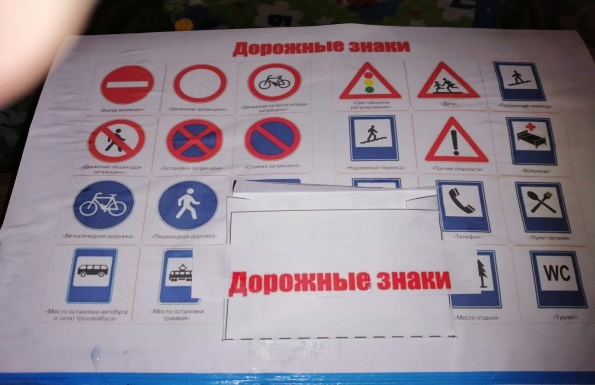 Дорожные знаки
«Въезд запрещён»
«Движение запрещено»
«Движение на велосипедах
запрещено»
«Светофорное
регулирование»
«Дети»
«Подземный переход»
«Движение пешеходов
запрещено»
«Остановка запрещена»
«Стоянка запрещена»
«Надземный переход»
«Прочие опасности»
«Больница»
«Велосипедная дорожка»
«Пешеходная дорожка»
«Телефон»
«Пункт питания»
Дорожные знаки
WC
«Место остановки автобуса
и (или) троллейбуса»
«Место остановки
трамвая»
«Место отдыха»
«Туалет»